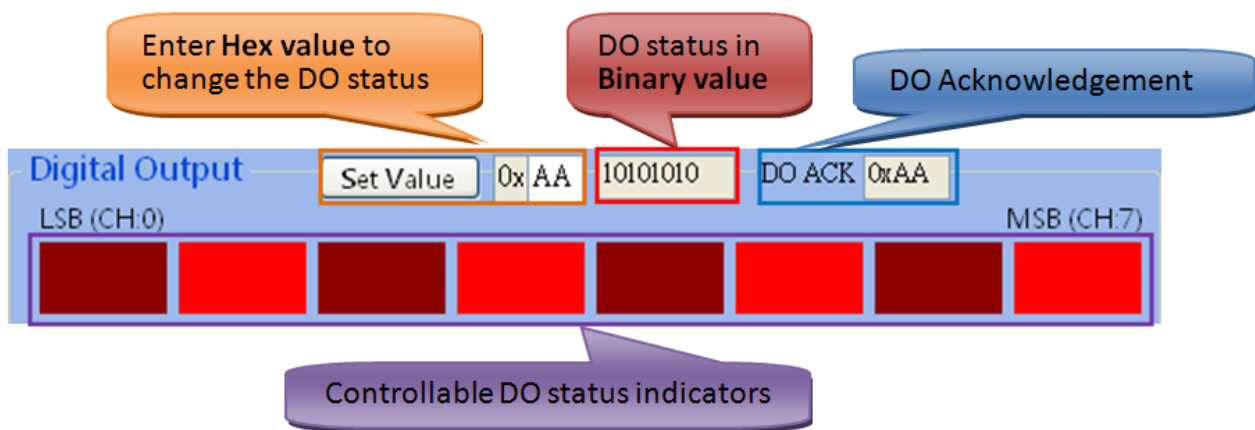 Enter Hex value to
change the DO status
DO status in
Binary value
DO Acknowledgement
Digital Output
Set Value
0x AA
10101010
DO ACK 0xAA
LSB (CH:0)
MSB (CH:7)
Controllable DO status indicators